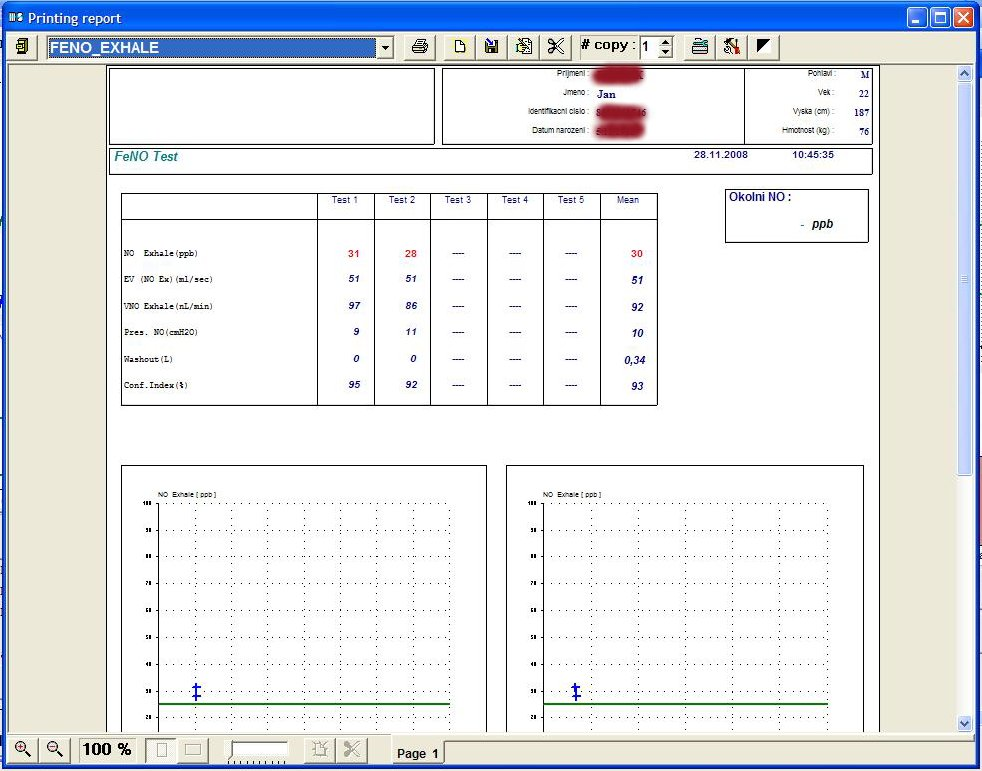 Printing report
FENO_EXHALE
# copy : 1
Prijmeni :
Jmeno : Jan
Identifikacni cislo :
Datum narozeni :
Pohlavi : M
Vek : 22
Vyska (cm) : 187
Hmotnost (kg) : 76
FeNO Test 28.11.2008 10:45:35
Test 1 Test 2 Test 3 Test 4 Test 5 Mean
NO Exhale(ppb) 31 28 ---- ---- ---- 30
EV (NO Ex)(ml/sec) 51 51 ---- ---- ---- 51
VNO Exhale(nL/min) 97 86 ---- ---- ---- 92
Pres. NO(cmH2O) 9 11 ---- ---- ---- 10
Washout(L) 0 0 ---- ---- ---- 0,34
Conf.Index(%) 95 92 ---- ---- ---- 93
Okolni NO :
- ppb
NO Exhale [ ppb ]
100
90
80
70
60
50
40
30
20
NO Exhale [ ppb ]
100
90
80
70
60
50
40
30
20
100 %
Page 1